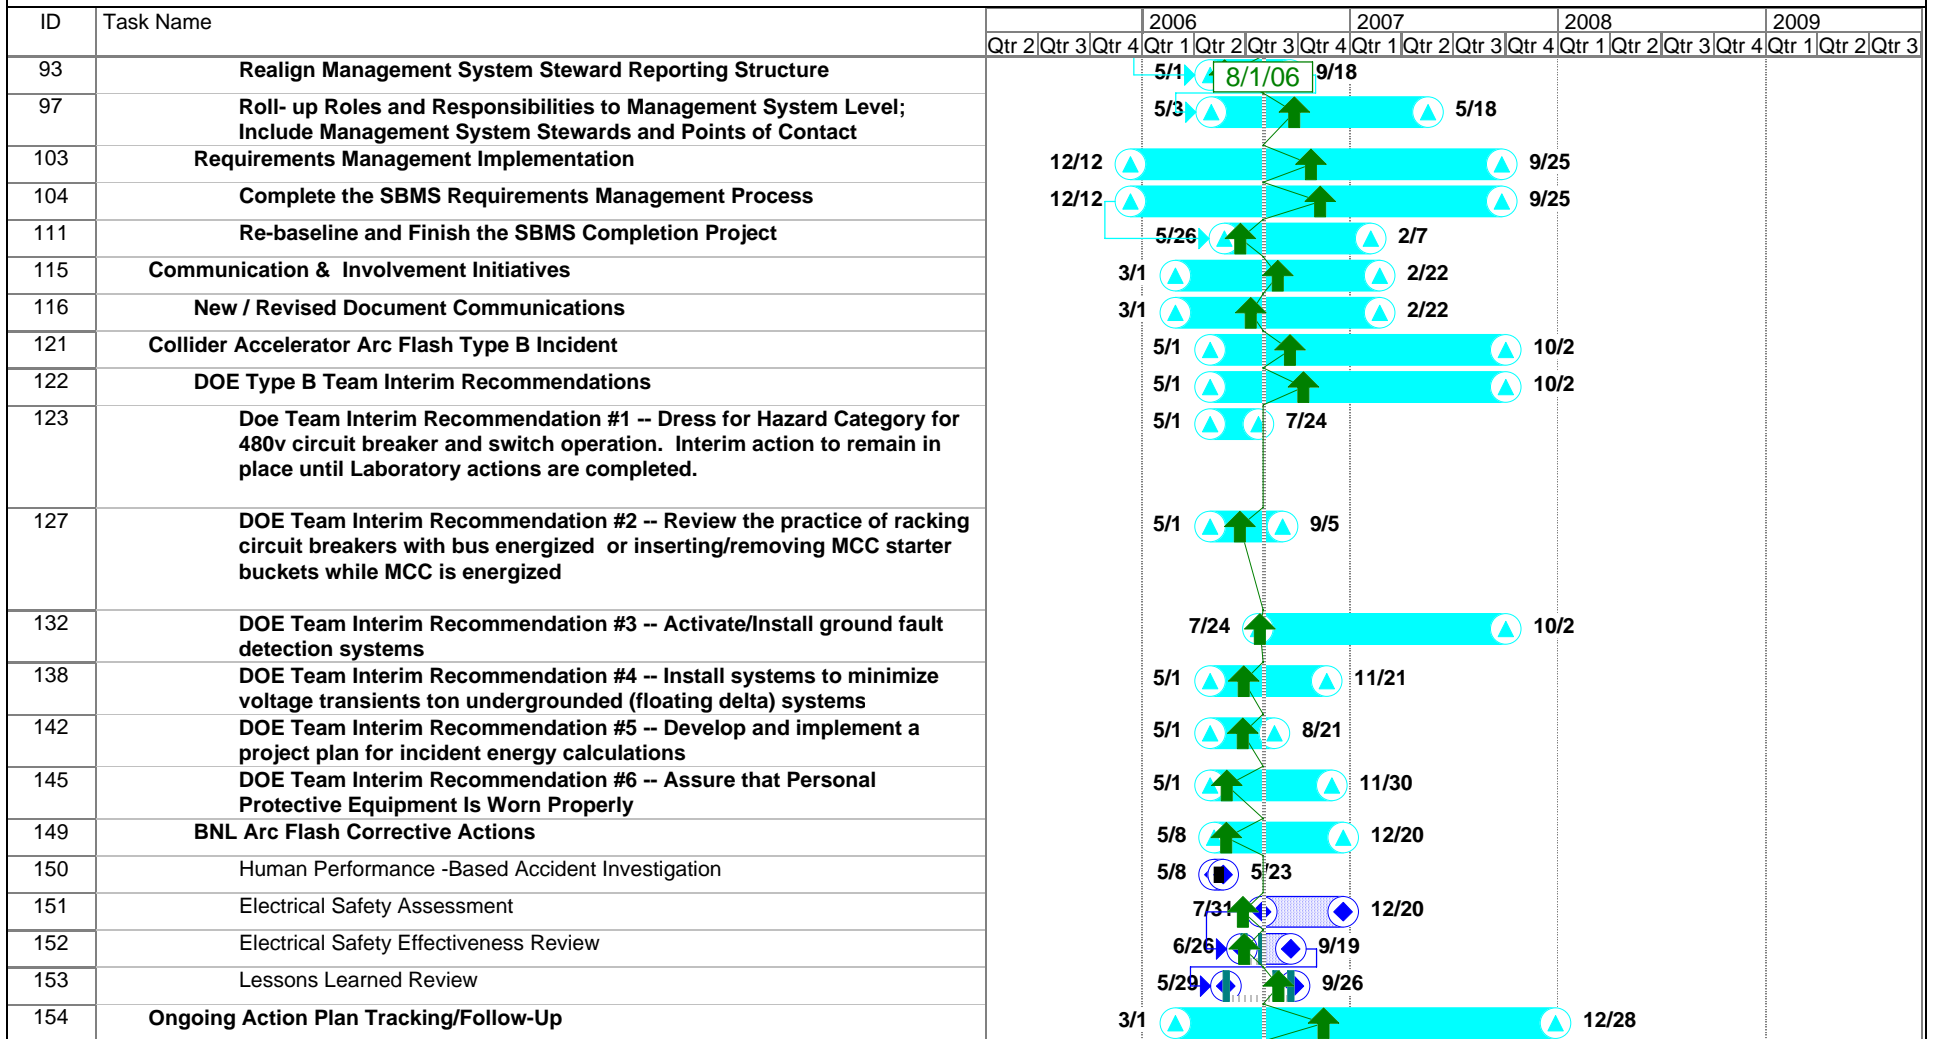 ID Task Name 2006 2007 2008 2009
Qtr 2 Qtr 3 Qtr 4 Qtr 1 Qtr 2 Qtr 3 Qtr 4 Qtr 1 Qtr 2 Qtr 3 Qtr 4 Qtr 1 Qtr 2 Qtr 3 Qtr 4 Qtr 1 Qtr 2 Qtr 3
93 Realign Management System Steward Reporting Structure 5/1 8/1/06 9/18
97 Roll- up Roles and Responsibilities to Management System Level; 5/3 5/18
Include Management System Stewards and Points of Contact
103 Requirements Management Implementation 12/12 9/25
104 Complete the SBMS Requirements Management Process 12/12 9/25
111 Re-baseline and Finish the SBMS Completion Project 5/26 2/7
115 Communication & Involvement Initiatives 3/1 2/22
116 New / Revised Document Communications 3/1 2/22
121 Collider Accelerator Arc Flash Type B Incident 5/1 10/2
122 DOE Type B Team Interim Recommendations 5/1 10/2
123 Doe Team Interim Recommendation #1 -- Dress for Hazard Category for 5/1 7/24
480v circuit breaker and switch operation. Interim action to remain in
place until Laboratory actions are completed.
127 DOE Team Interim Recommendation #2 -- Review the practice of racking 5/1 9/5
circuit breakers with bus energized or inserting/removing MCC starter
buckets while MCC is energized
132 DOE Team Interim Recommendation #3 -- Activate/Install ground fault 7/24 10/2
detection systems
138 DOE Team Interim Recommendation #4 -- Install systems to minimize 5/1 11/21
voltage transients ton undergrounded (floating delta) systems
142 DOE Team Interim Recommendation #5 -- Develop and implement a 5/1 8/21
project plan for incident energy calculations
145 DOE Team Interim Recommendation #6 -- Assure that Personal 5/1 11/30
Protective Equipment Is Worn Properly
149 BNL Arc Flash Corrective Actions 5/8 12/20
150 Human Performance -Based Accident Investigation 5/8 5/23
151 Electrical Safety Assessment 7/31 12/20
152 Electrical Safety Effectiveness Review 6/26 9/19
153 Lessons Learned Review 5/29 9/26
154 Ongoing Action Plan Tracking/Follow-Up 3/1 12/28